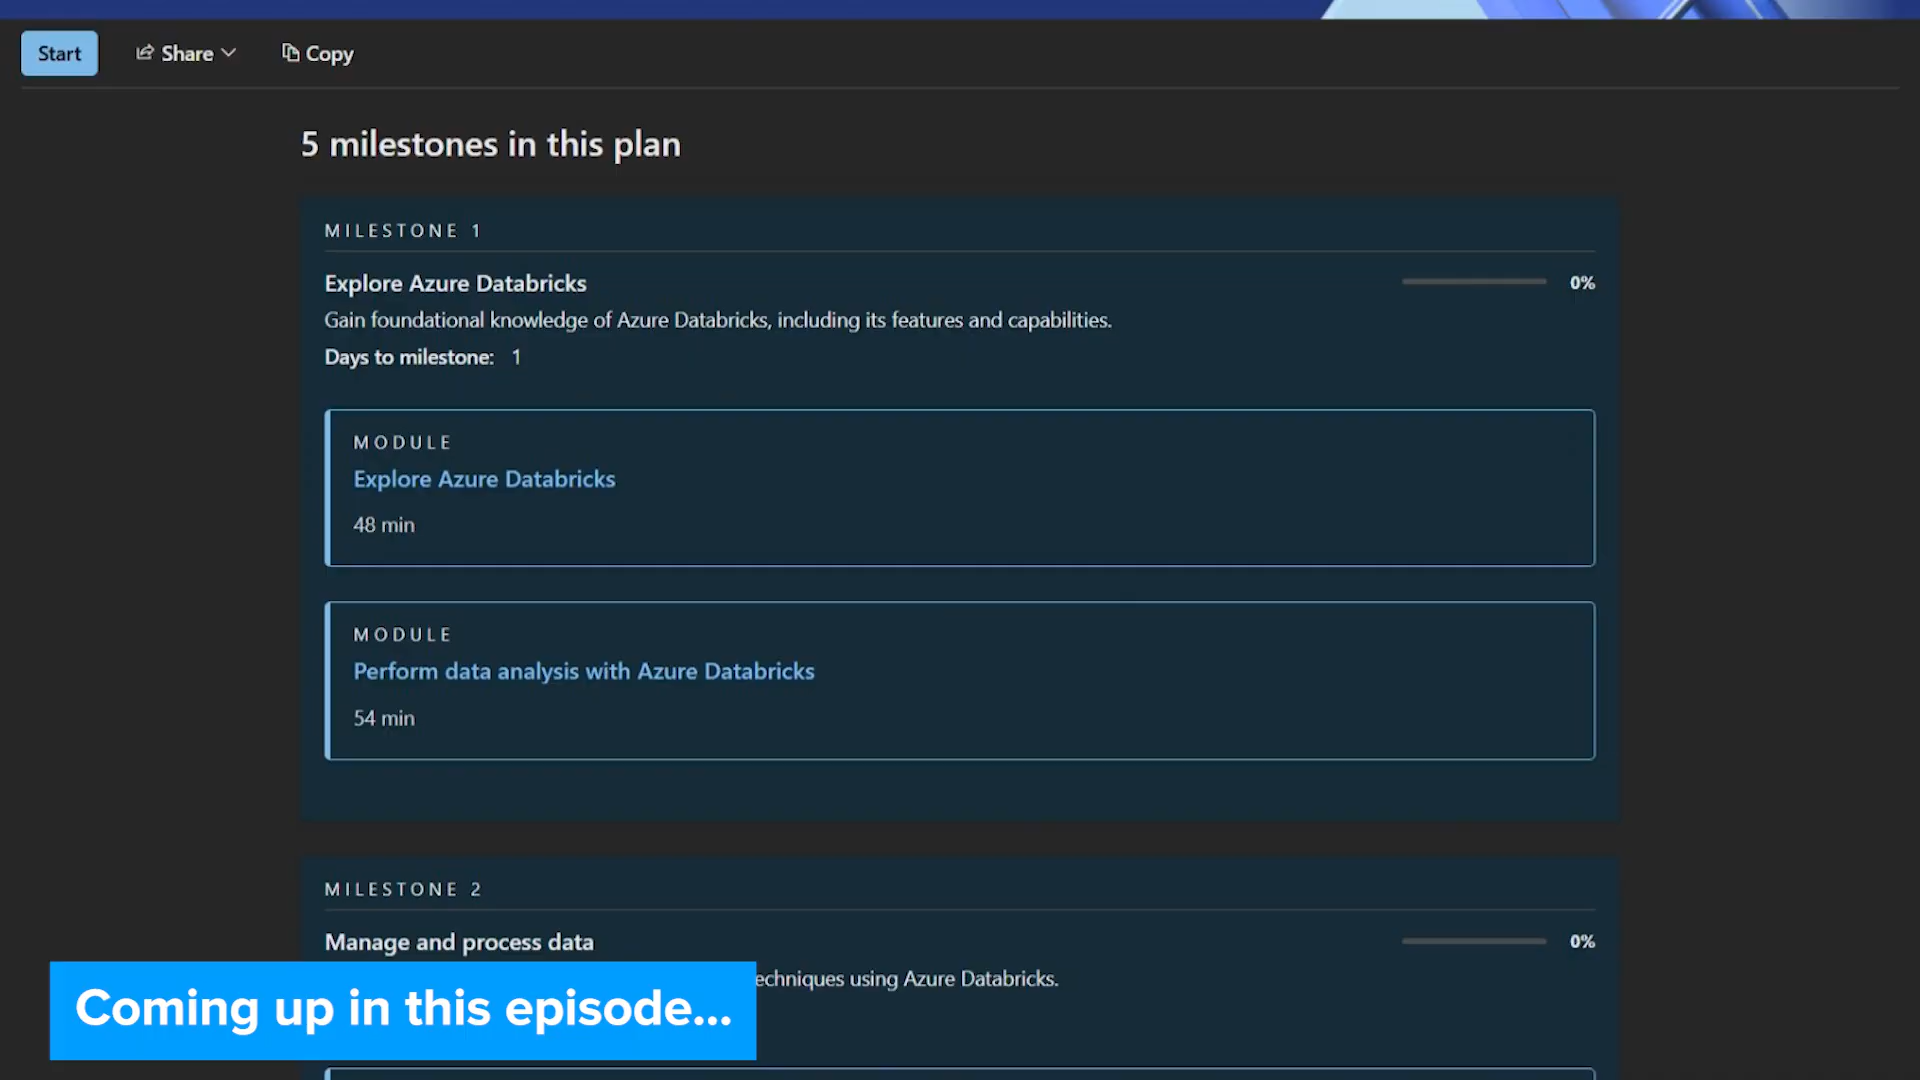 Start
Share
Copy
5 milestones in this plan
MILESTONE 1
Explore Azure Databricks
0%
Gain foundational knowledge of Azure Databricks, including its features and capabilities.
Days to milestone: 1
MODULE
Explore Azure Databricks
48 min
MODULE
Perform data analysis with Azure Databricks
54 min
MILESTONE 2
Manage and process data
0%
using Azure Databricks.
Coming up in this episode...